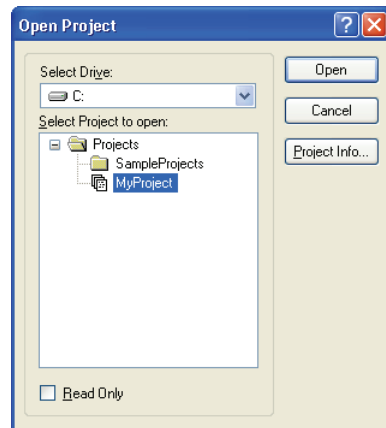 Open Project
Select Drive:
C:
Select Project to open:
Projects
SampleProjects
MyProject
Read Only
Open
Cancel
Project Info...